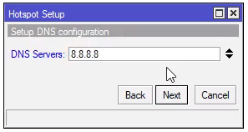 Hotspot Setup
Setup DNS configuration
DNS Servers: 8.8.8.8
Back Next Cancel